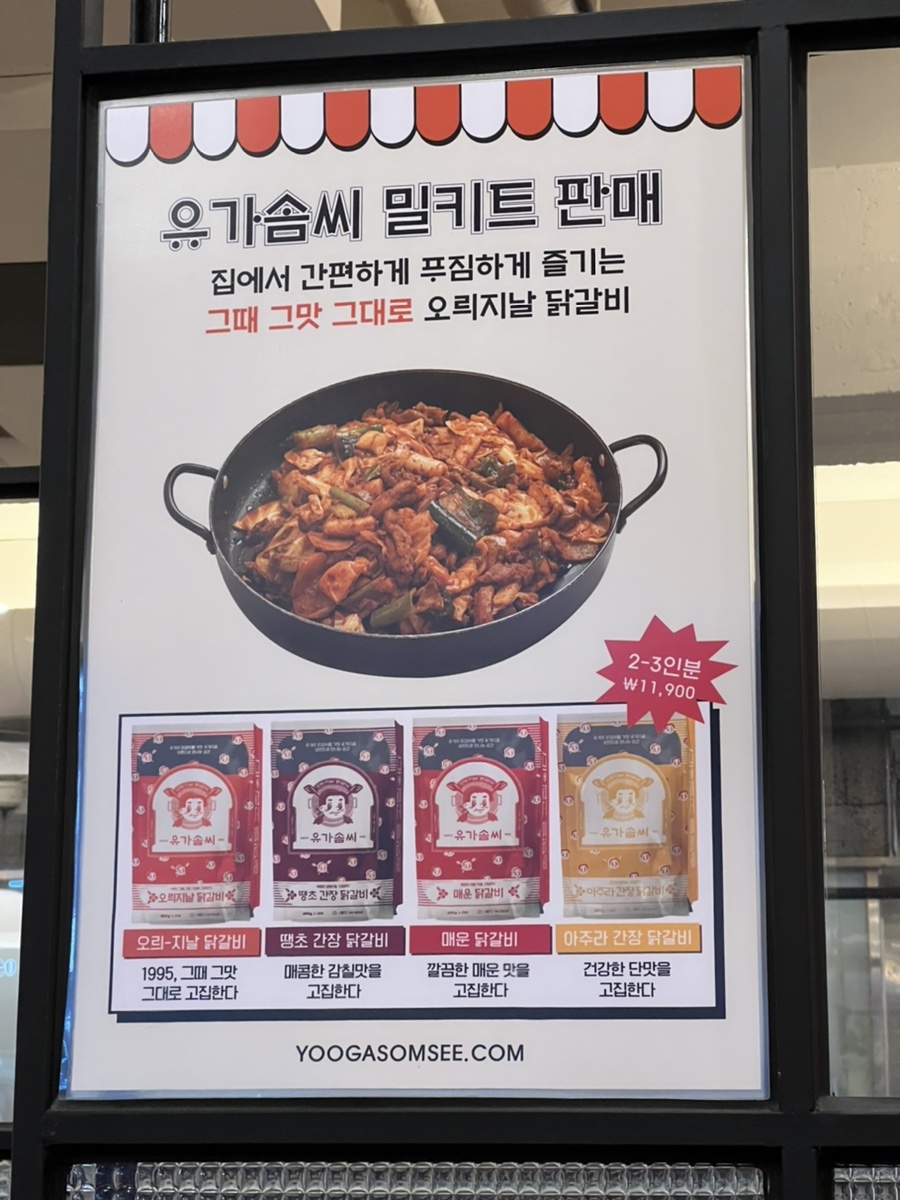 유가솜씨 밀키트 판매
집에서 간편하게 푸짐하게 즐기는
그때 그맛 그대로 오릐지날 닭갈비
2-3인분
₩11,900
유가솜씨
유가솜씨
유가솜씨
유가솜씨
오릐지날 닭갈비
땡초 간장 닭갈비
매운 닭갈비
아주라 간장 닭갈비
오리-지날 닭갈비
땡초 간장 닭갈비
매운 닭갈비
아주라 간장 닭갈비
1995, 그때 그맛
그대로 고집한다
매콤한 감칠맛을
고집한다
깔끔한 매운 맛을
고집한다
건강한 단맛을
고집한다
YOOGASOMSEE.COM